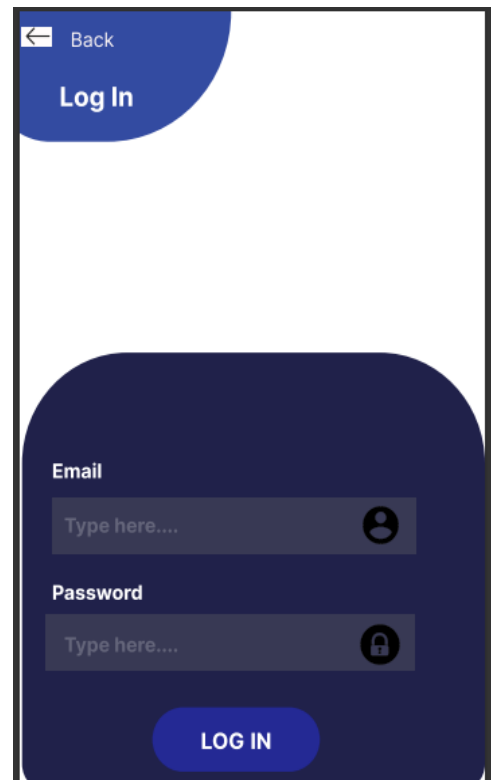 Back
Log In
Email
Type here....
Password
Type here....
LOG IN